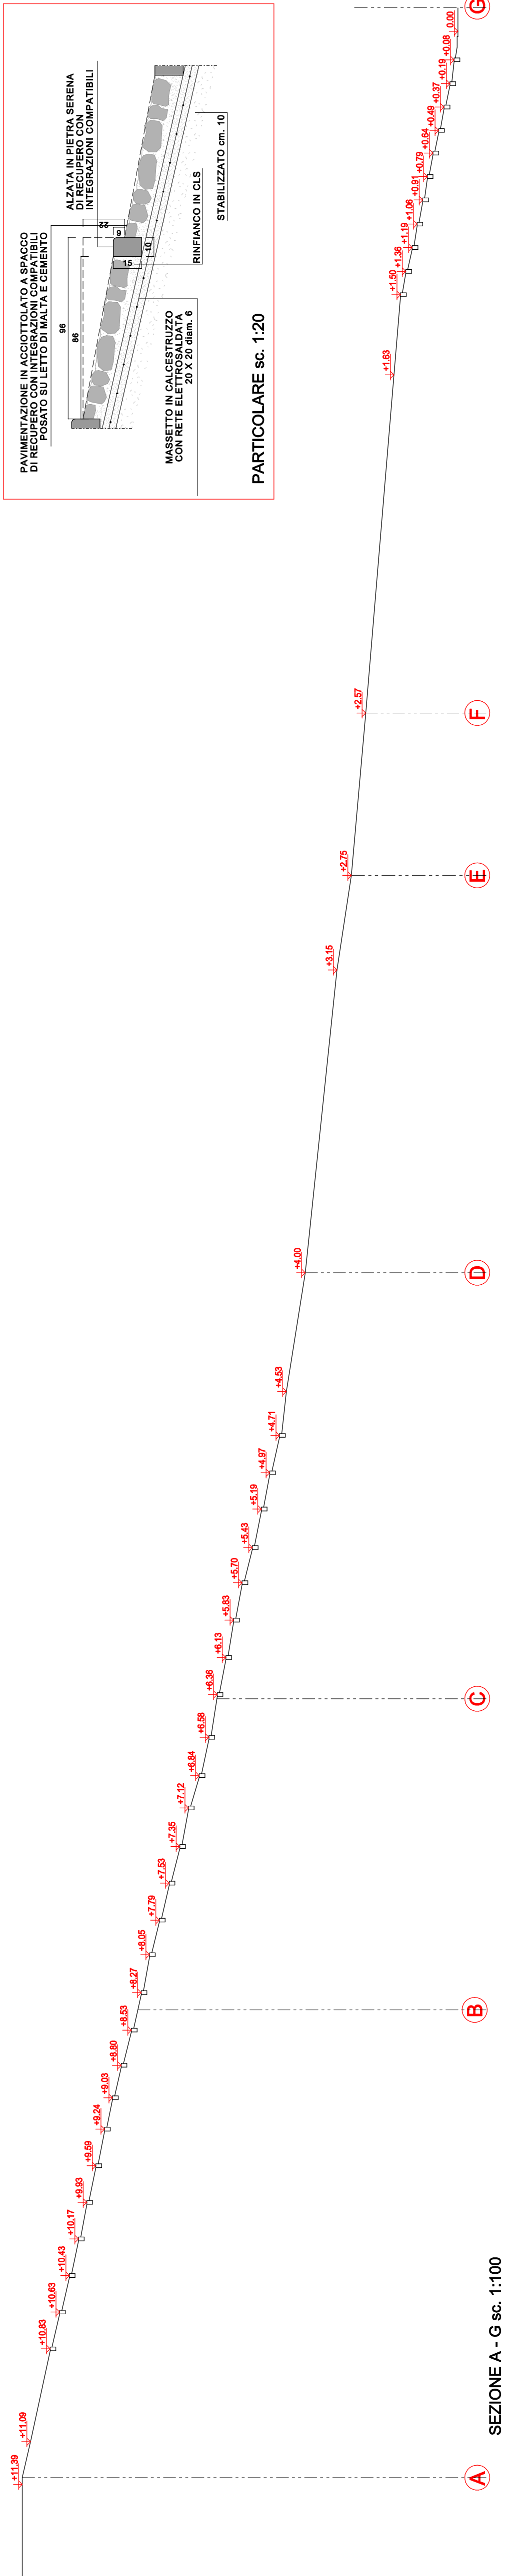 PAVIMENTAZIONE IN ACCIOTTOLATO A SPACCO
DI RECUPERO CON INTEGRAZIONI COMPATIBILI
POSATO SU LETTO DI MALTA E CEMENTO
ALZATA IN PIETRA SERENA
DI RECUPERO CON
INTEGRAZIONI COMPATIBILI
96
86
22
9
15
10
MASSETTO IN CALCESTRUZZO
CON RETE ELETTROSALDATA
20 X 20 diam. 6
RINFIANCO IN CLS
STABILIZZATO cm. 10
PARTICOLARE sc. 1:20
+11,39
+11,09
+10,83
+10,63
+10,43
+10,17
+9,93
+9,59
+9,24
+9,03
+8,80
+8,53
+8,27
+8,05
+7,79
+7,53
+7,35
+7,12
+6,84
+6,58
+6,36
+6,13
+5,83
+5,70
+5,43
+5,19
+4,97
+4,71
+4,53
+4,00
+3,15
+2,75
+2,57
+1,63
+1,50
+1,36
+1,19
+1,06
+0,91
+0,79
+0,64
+0,49
+0,37
+0,19
+0,08
0,00
A
B
C
D
E
F
G
SEZIONE A - G sc. 1:100